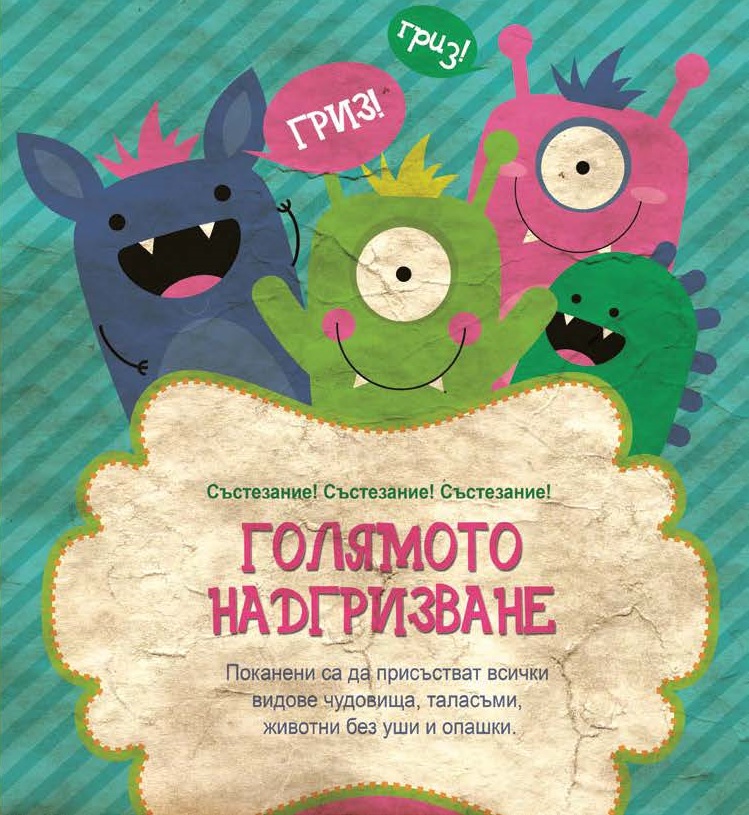 гриз!
ГРИЗ!
Състезание! Състезание! Състезание!
ГОЛЯМОТО
НАДГРИЗВАНЕ
Поканени са да присъстват всички
видове чудовища, таласъми,
животни без уши и опашки.